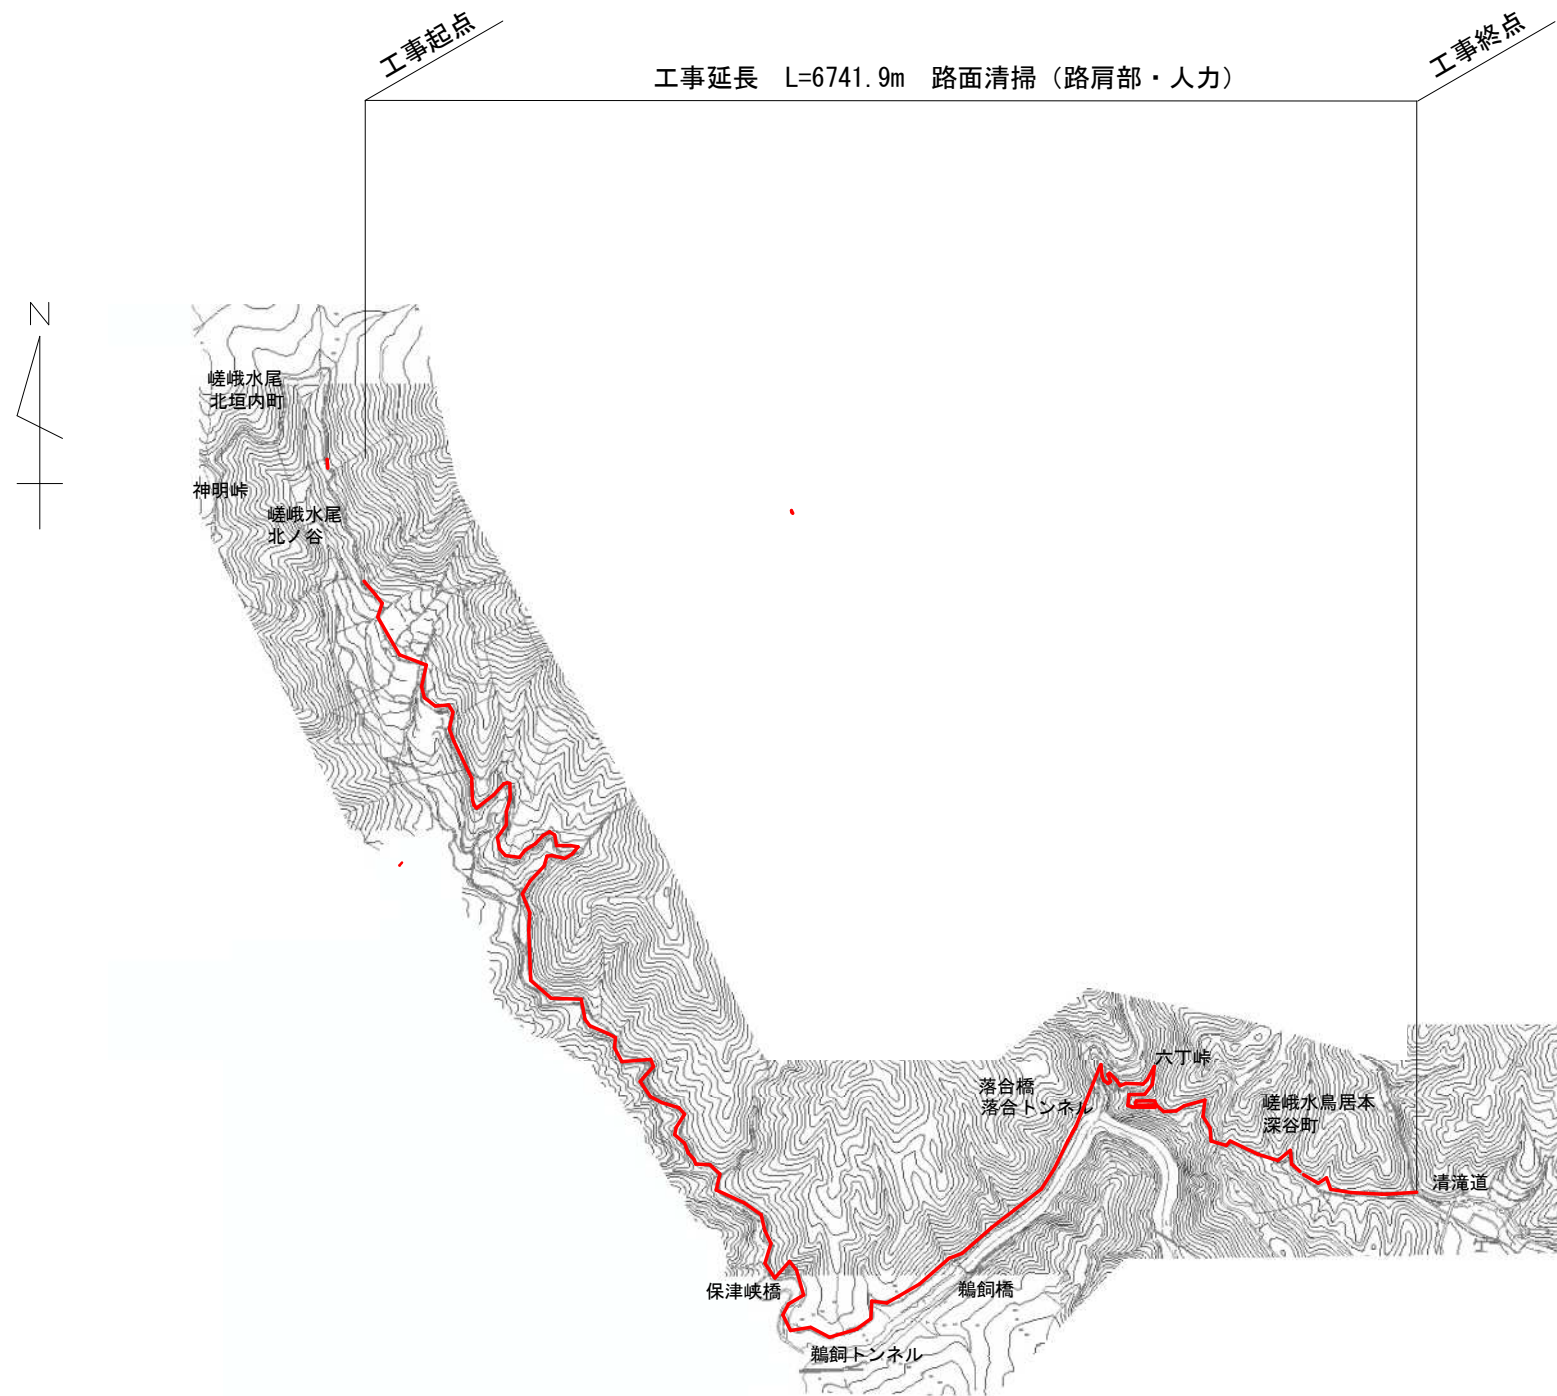 工事起点
工事終点
工事延長　L=6741.9m　路面清掃（路肩部・人力）
N
嵯峨水尾
北垣内町
神明峠
嵯峨水尾
北ノ谷
六丁峠
落合橋
落合トンネル
嵯峨水鳥居本
深谷町
清滝道
保津峡橋
鵜飼橋
鵜飼トンネル